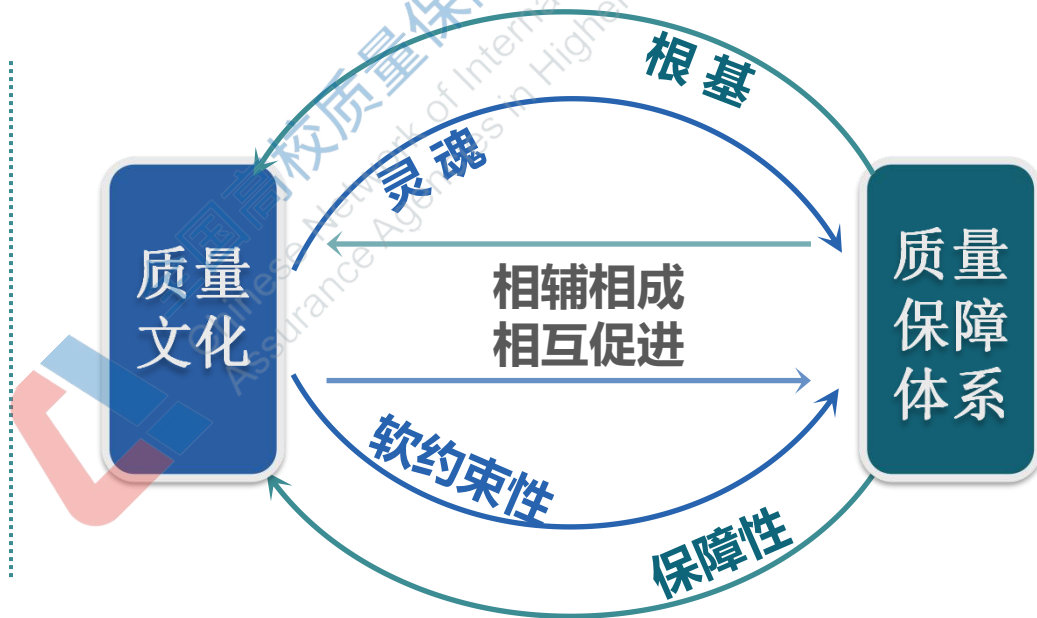 根基
灵魂
质量
文化
相辅相成
相互促进
质量
保障
体系
软约束性
保障性